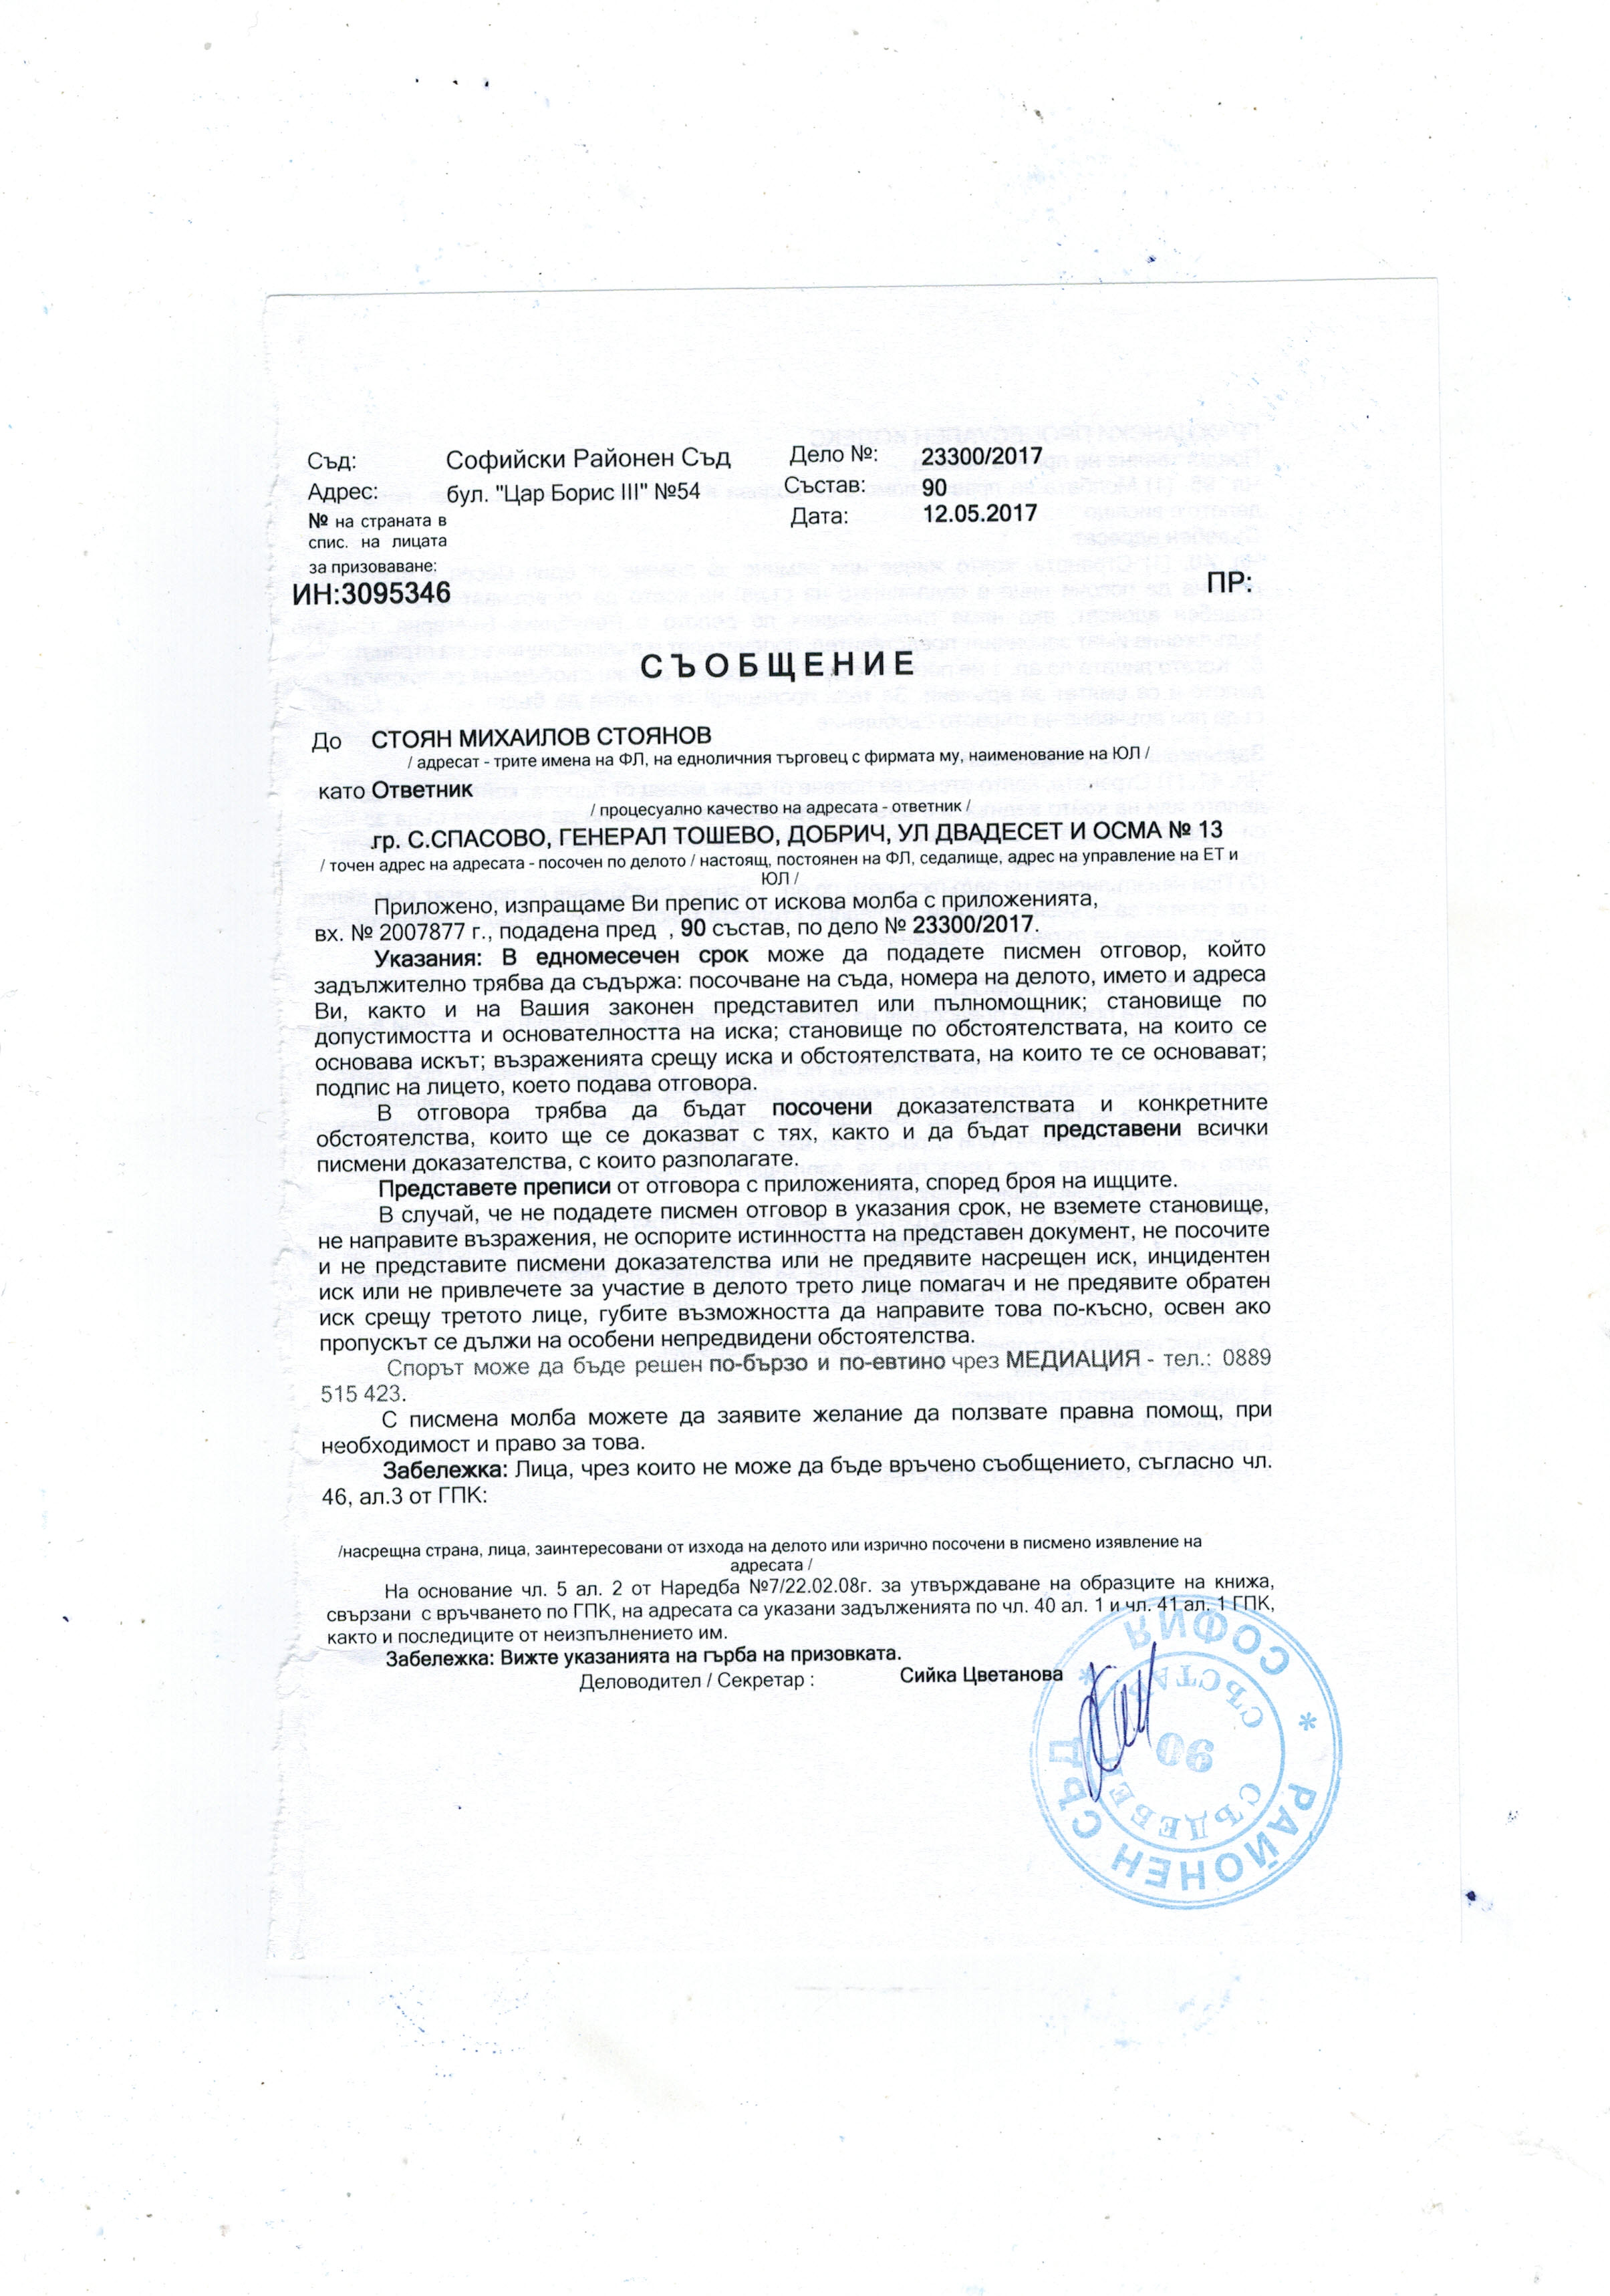 Съд: Софийски Районен Съд Дело №: 23300/2017
Адрес: бул. "Цар Борис III" №54 Състав: 90
№ на страната в Дата: 12.05.2017
спис. на лицата
за призоваване:
ИН:3095346 ПР:
СЪОБЩЕНИЕ
До СТОЯН МИХАИЛОВ СТОЯНОВ
/ адресат - трите имена на ФЛ, на едноличния търговец с фирмата му, наименование на ЮЛ /
като Ответник
/ процесуално качество на адресата - ответник /
гр. С.СПАСОВО, ГЕНЕРАЛ ТОШЕВО, ДОБРИЧ, УЛ ДВАДЕСЕТ И ОСМА № 13
/ точен адрес на адресата - посочен по делото / настоящ, постоянен на ФЛ, седалище, адрес на управление на ЕТ и
ЮЛ /
Приложено, изпращаме Ви препис от искова молба с приложенията,
вх. № 2007877 г., подадена пред , 90 състав, по дело № 23300/2017.
Указания: В едномесечен срок може да подадете писмен отговор, който
задължително трябва да съдържа: посочване на съда, номера на делото, името и адреса
Ви, както и на Вашия законен представител или пълномощник; становище по
допустимостта и основателността на иска; становище по обстоятелствата, на които се
основава искът; възраженията срещу иска и обстоятелствата, на които те се основават;
подпис на лицето, което подава отговора.
В отговора трябва да бъдат посочени доказателствата и конкретните
обстоятелства, които ще се доказват с тях, както и да бъдат представени всички
писмени доказателства, с които разполагате.
Представете преписи от отговора с приложенията, според броя на ищците.
В случай, че не подадете писмен отговор в указания срок, не вземете становище,
не направите възражения, не оспорите истинността на представен документ, не посочите
и не представите писмени доказателства или не предявите насрещен иск, инцидентен
иск или не привлечете за участие в делото трето лице помагач и не предявите обратен
иск срещу третото лице, губите възможността да направите това по-късно, освен ако
пропускът се дължи на особени непредвидени обстоятелства.
Спорът може да бъде решен по-бързо и по-евтино чрез МЕДИАЦИЯ - тел.: 0889
515 423.
С писмена молба можете да заявите желание да ползвате правна помощ, при
необходимост и право за това.
Забележка: Лица, чрез които не може да бъде връчено съобщението, съгласно чл.
46, ал.3 от ГПК:
/насрещна страна, лица, заинтересовани от изхода на делото или изрично посочени в писмено изявление на
адресата /
На основание чл. 5 ал. 2 от Наредба №7/22.02.08г. за утвърждаване на образците на книжа,
свързани с връчването по ГПК, на адресата са указани задълженията по чл. 40 ал. 1 и чл. 41 ал. 1 ГПК,
както и последиците от неизпълнението им.
Забележка: Вижте указанията на гърба на призовката.
Деловодител / Секретар : Сийка Цветанова
РАЙОНЕН СЪД * СОФИЯ *
СЪДЕБЕН СЪСТАВ
90